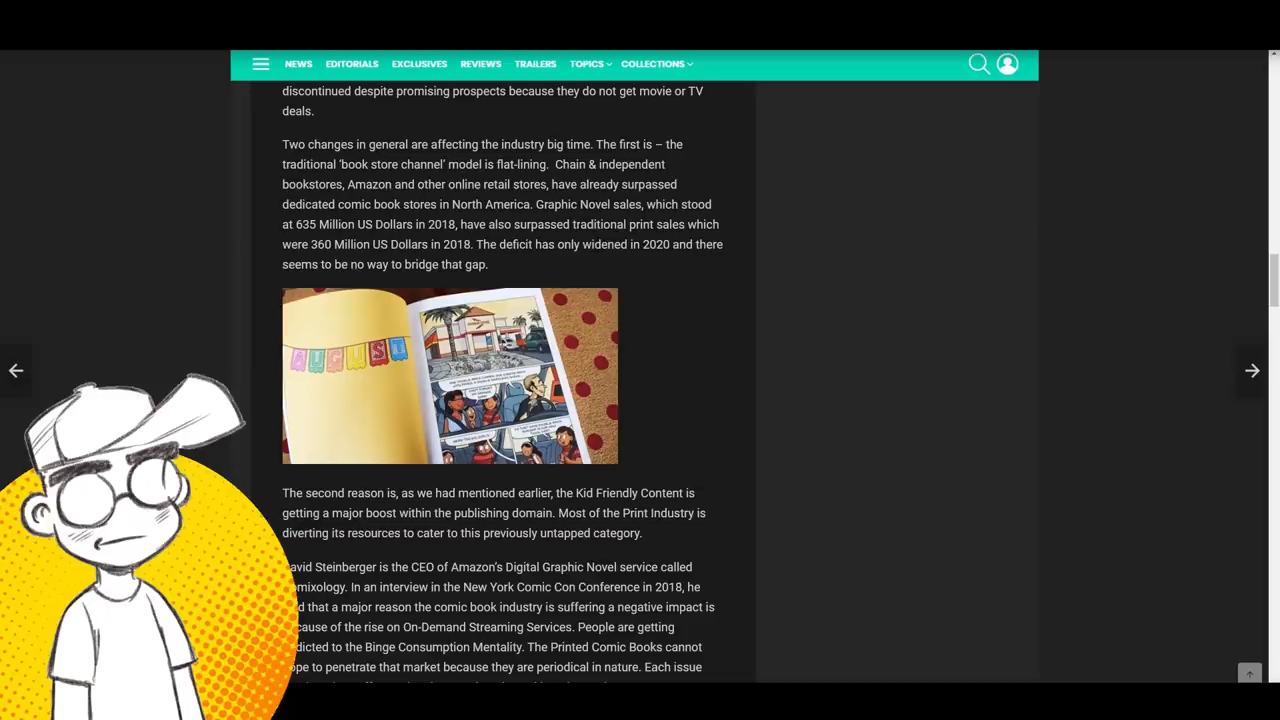 NEWS EDITORIALS EXCLUSIVES REVIEWS TRAILERS TOPICS COLLECTIONS
discontinued despite promising prospects because they do not get movie or TV
deals.
Two changes in general are affecting the industry big time. The first is – the
traditional ‘book store channel’ model is flat-lining. Chain & independent
bookstores, Amazon and other online retail stores, have already surpassed
dedicated comic book stores in North America. Graphic Novel sales, which stood
at 635 Million US Dollars in 2018, have also surpassed traditional print sales which
were 360 Million US Dollars in 2018. The deficit has only widened in 2020 and there
seems to be no way to bridge that gap.
AUGUST
The second reason is, as we had mentioned earlier, the Kid Friendly Content is
getting a major boost within the publishing domain. Most of the Print Industry is
diverting its resources to cater to this previously untapped category.
avid Steinberger is the CEO of Amazon’s Digital Graphic Novel service called
omixology. In an interview in the New York Comic Con Conference in 2018, he
d that a major reason the comic book industry is suffering a negative impact is
cause of the rise on On-Demand Streaming Services. People are getting
dicted to the Binge Consumption Mentality. The Printed Comic Books cannot
ope to penetrate that market because they are periodical in nature. Each issue